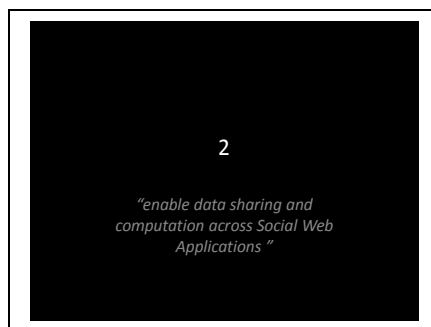 2
“enable data sharing and
computation across Social Web
Applications ”